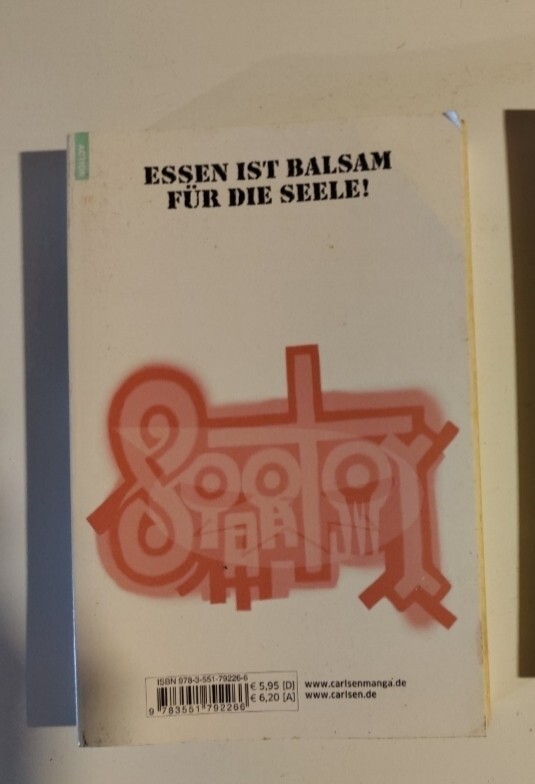 ACTION
ESSEN IST BALSAM
FÜR DIE SEELE!
ISBN 978-3-551-79226-6
€ 5,95 [D]
€ 6,20 [A]
9 783551 792266
www.carlsenmanga.de
www.carlsen.de